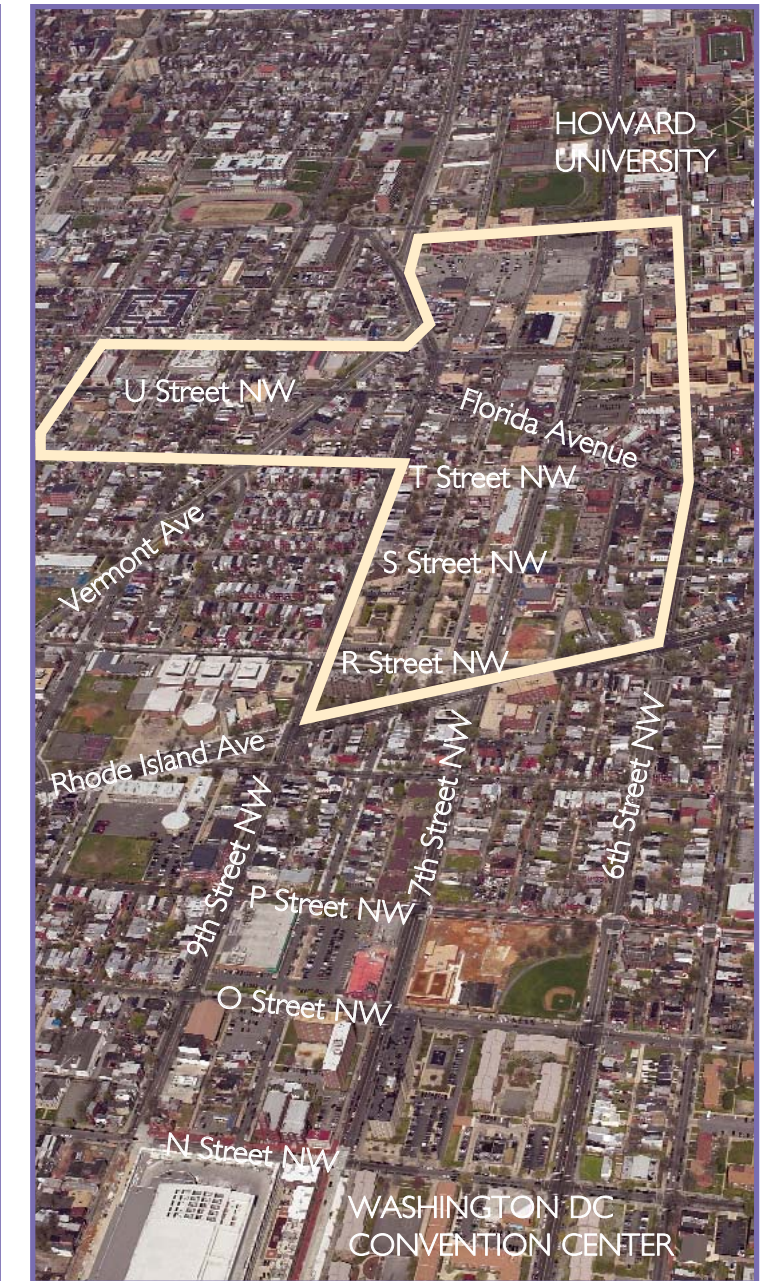 HOWARD
UNIVERSITY
U Street NW
Florida Avenue
T Street NW
Vermont Ave
S Street NW
R Street NW
Rhode Island Ave
7th Street NW
6th Street NW
9th Street NW
P Street NW
O Street NW
N Street NW
WASHINGTON DC
CONVENTION CENTER